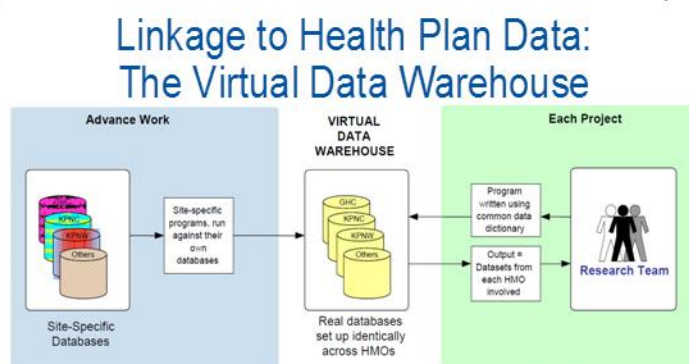 Linkage to Health Plan Data:
The Virtual Data Warehouse
Advance Work
VIRTUAL
DATA
WAREHOUSE
Each Project
KPNC
KPNW
Others
Site-specific
programs, run
against their
own
databases
GHC
KPNC
KPNW
Others
Program
written using
common data
dictionary
Output =
Datasets from
each HMO
involved
Research Team
Site-Specific
Databases
Real databases
set up identically
across HMOs